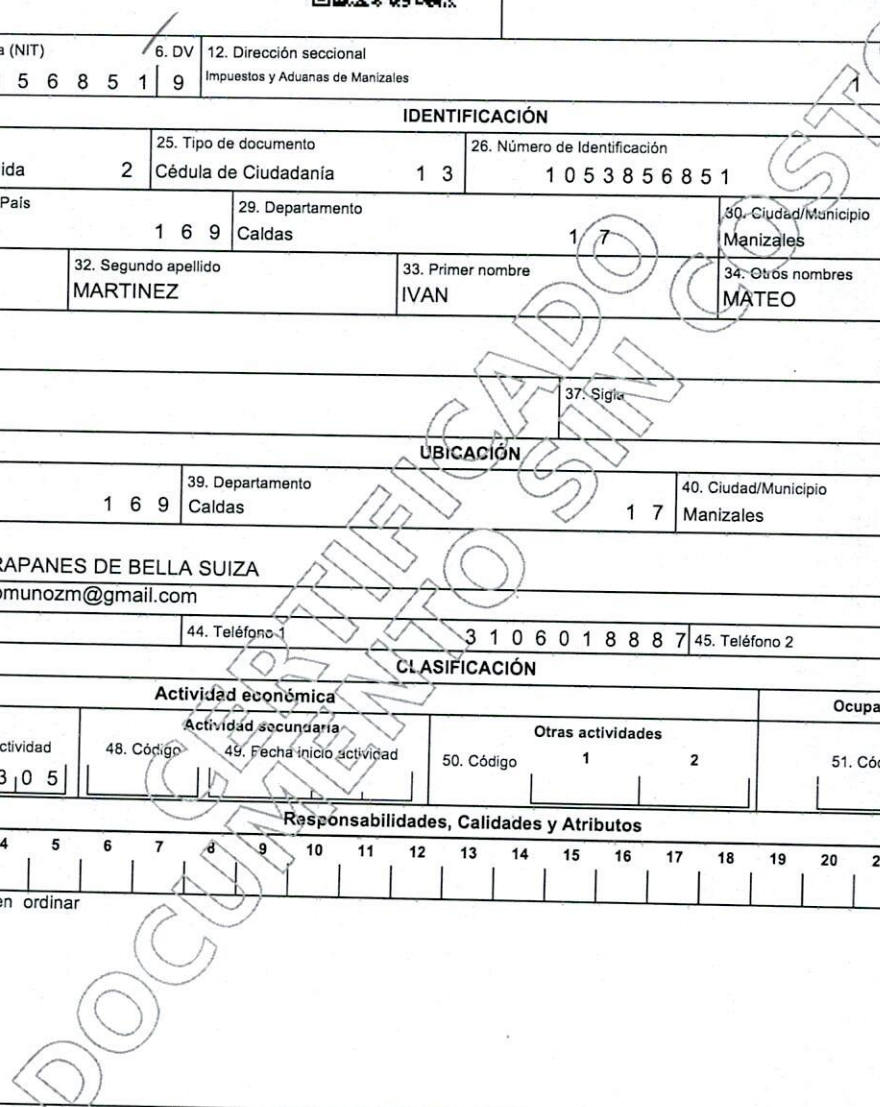 a (NIT) 6. DV 12. Dirección seccional
5 6 8 5 1 9 Impuestos y Aduanas de Manizales 1
IDENTIFICACIÓN
25. Tipo de documento 26. Número de Identificación
ida 2 Cédula de Ciudadanía 1 3 1 0 5 3 8 5 6 8 5 1
País 29. Departamento 30. Ciudad/Municipio
1 6 9 Caldas 1 7 Manizales
32. Segundo apellido 33. Primer nombre 34. Otros nombres
MARTINEZ IVAN MATEO
37. Sigla
UBICACIÓN
39. Departamento 40. Ciudad/Municipio
1 6 9 Caldas 1 7 Manizales
RAPANES DE BELLA SUIZA
omunozm@gmail.com
44. Teléfono 1 3 1 0 6 0 1 8 8 8 7 45. Teléfono 2
CLASIFICACIÓN
Actividad económica Ocupa
Actividad secundaria Otras actividades
ctividad 48. Código 49. Fecha inicio actividad 50. Código 1 2 51. Cód
3 0 5
Responsabilidades, Calidades y Atributos
4 5 6 7 8 9 10 11 12 13 14 15 16 17 18 19 20 2
en ordinar
CERTIFICADO
DOCUMENTO SIN COSTO